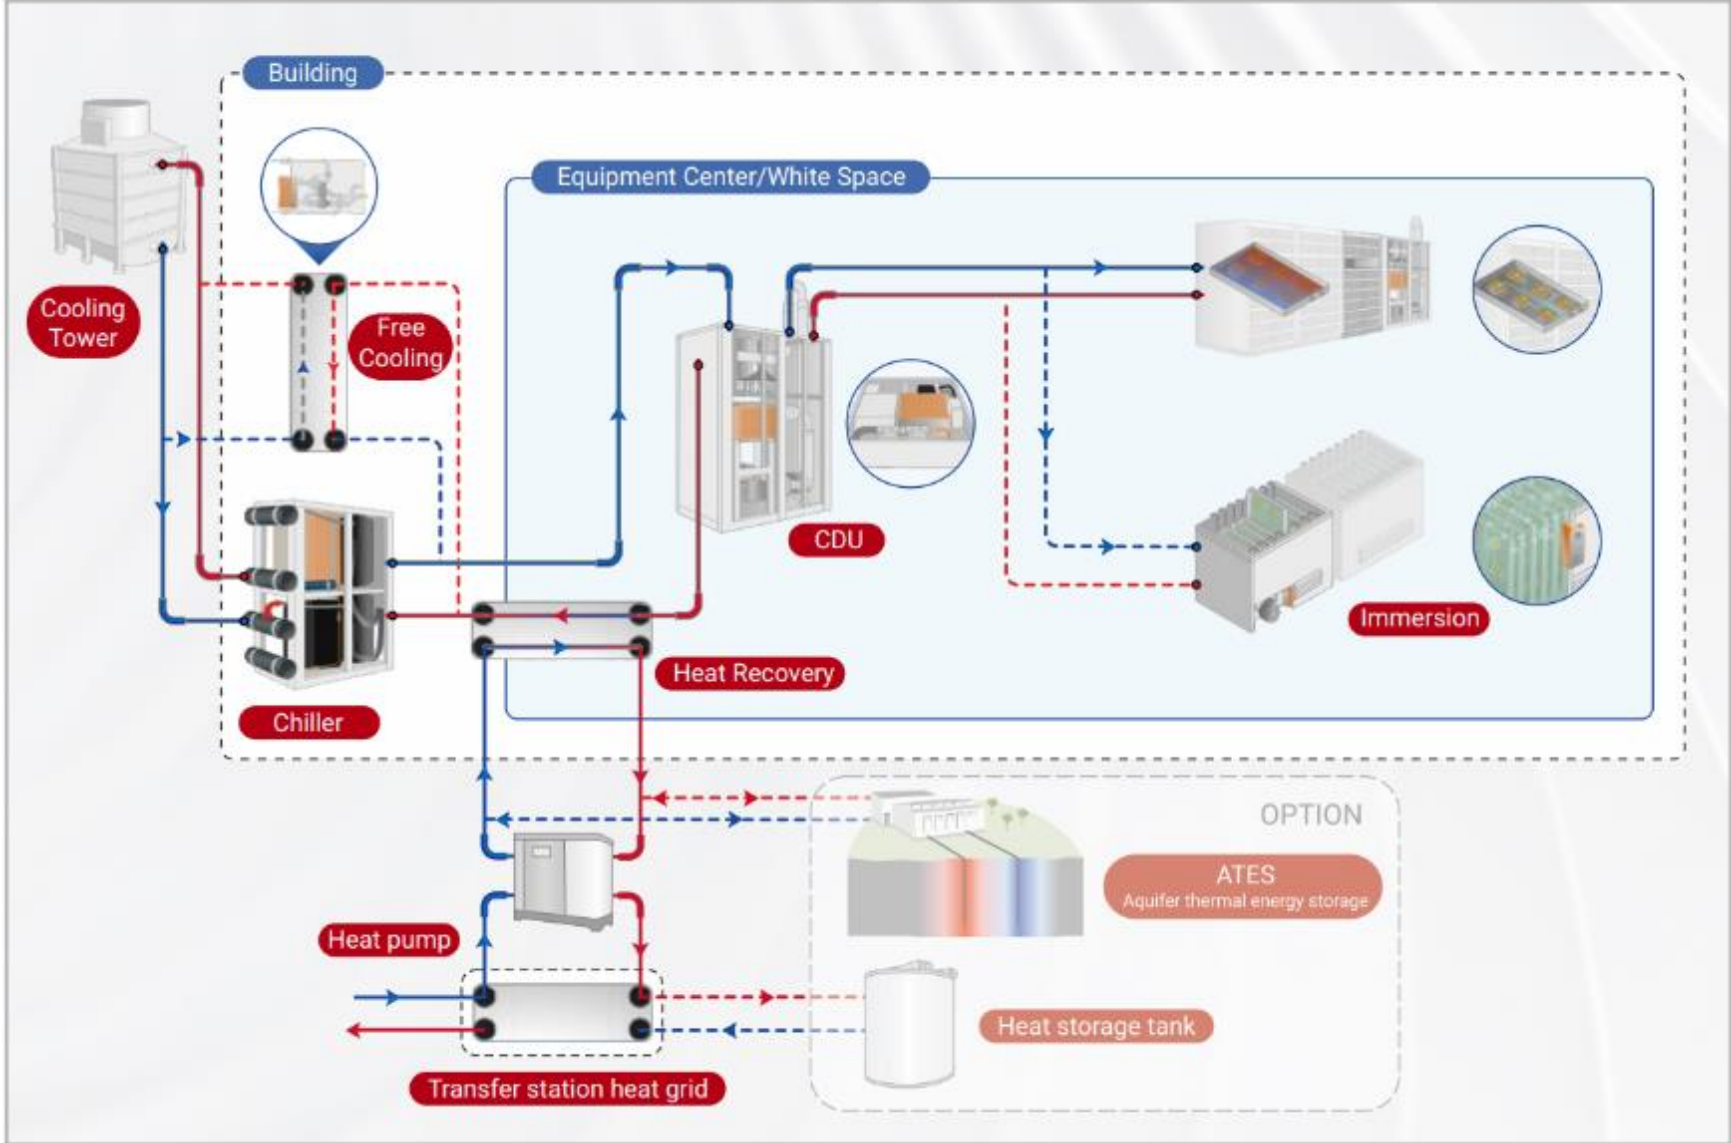 Building
Equipment Center/White Space
Cooling
Tower
Free
Cooling
CDU
Immersion
Heat Recovery
Chiller
OPTION
ATES
Aquifer thermal energy storage
Heat pump
Heat storage tank
Transfer station heat grid